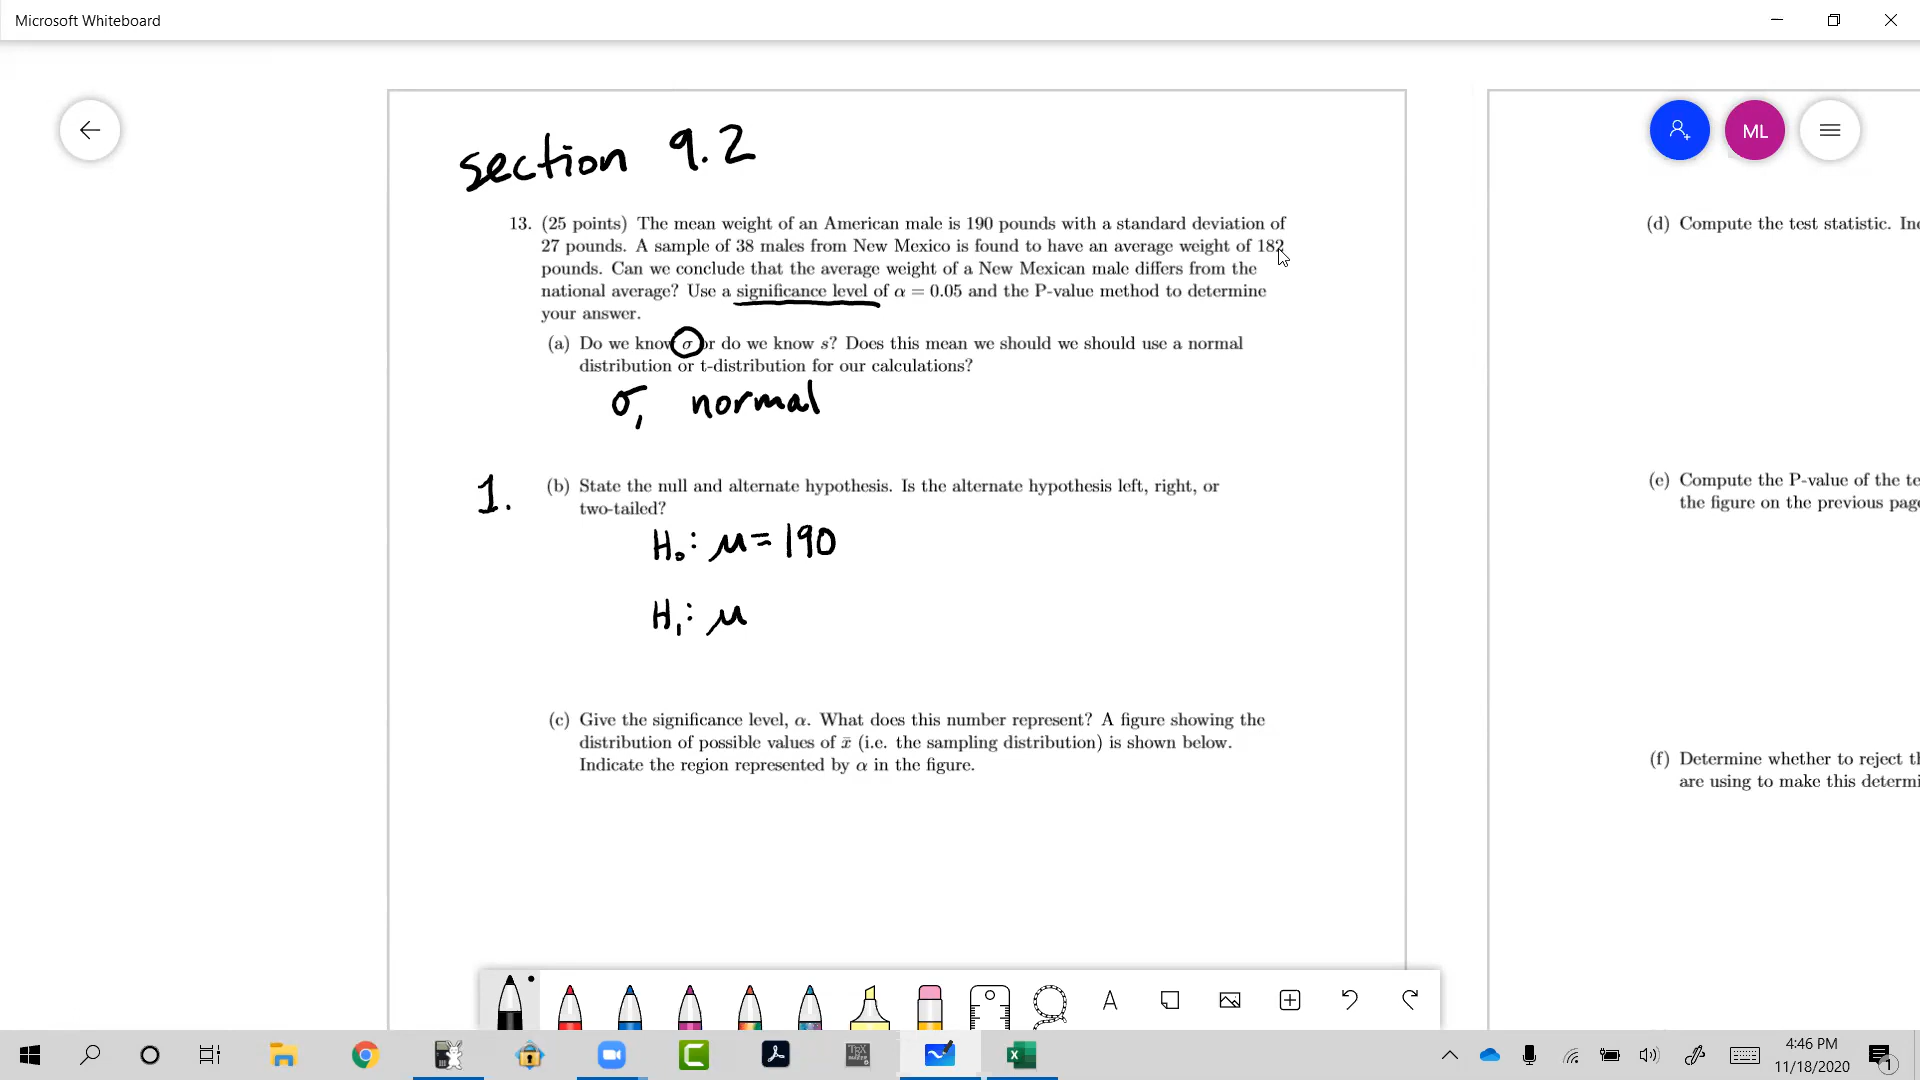 Microsoft Whiteboard
ML
section 9.2
13. (25 points) The mean weight of an American male is 190 pounds with a standard deviation of
27 pounds. A sample of 38 males from New Mexico is found to have an average weight of 182
pounds. Can we conclude that the average weight of a New Mexican male differs from the
national average? Use a significance level of α = 0.05 and the P-value method to determine
your answer.
(a) Do we know σ or do we know s? Does this mean we should we should use a normal
distribution or t-distribution for our calculations?
σ, normal
1. (b) State the null and alternate hypothesis. Is the alternate hypothesis left, right, or
two-tailed?
H₀: μ = 190
H₁: μ
(c) Give the significance level, α. What does this number represent? A figure showing the
distribution of possible values of x̄ (i.e. the sampling distribution) is shown below.
Indicate the region represented by α in the figure.
(d) Compute the test statistic.
(e) Compute the P-value of the
the figure on the previous
(f) Determine whether to reject
are using to make this
4:46 PM
11/18/2020
1